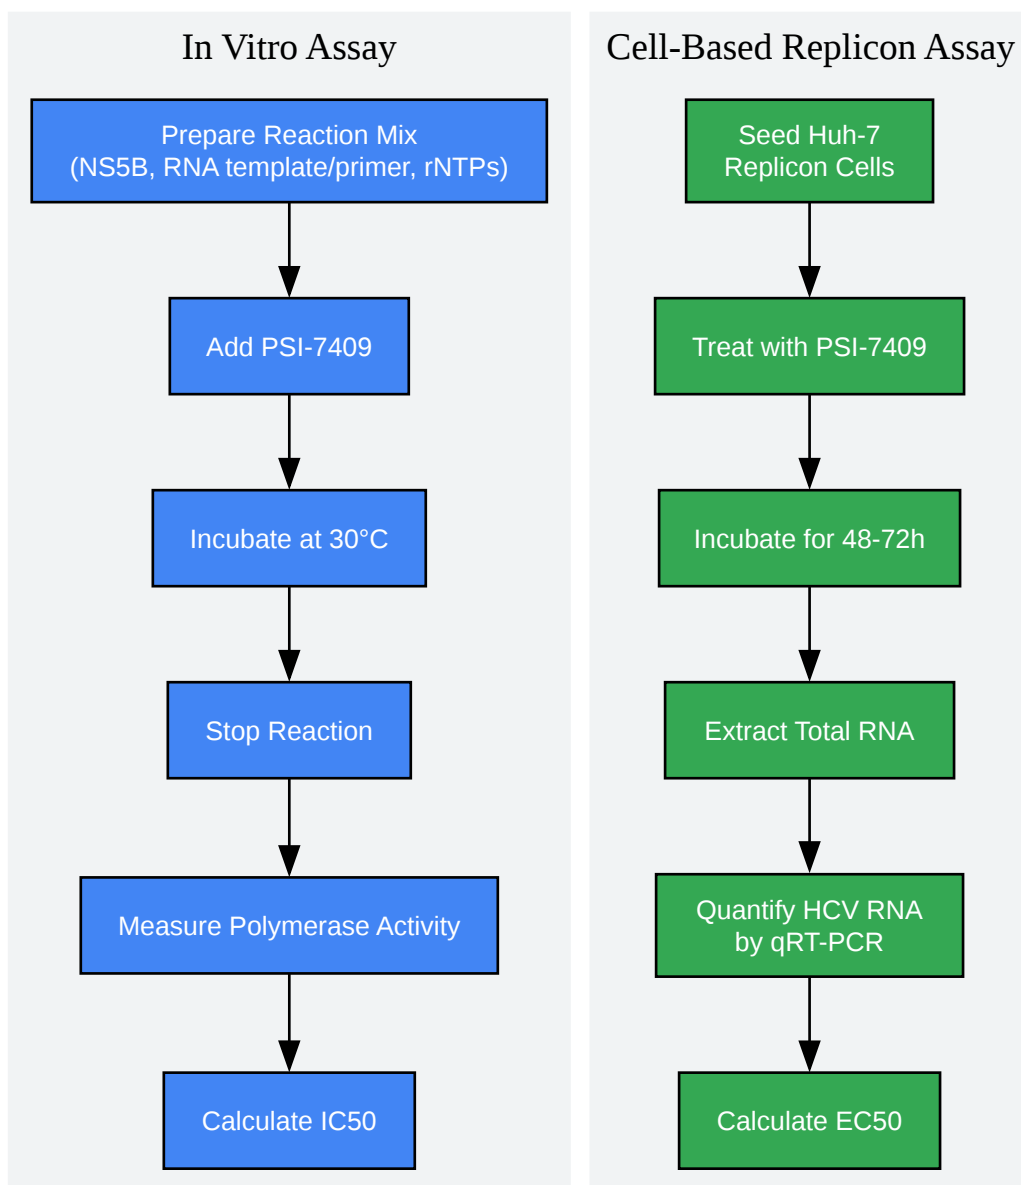 In Vitro Assay
Prepare Reaction Mix
(NS5B, RNA template/primer, rNTPs)
Add PSI-7409
Incubate at 30°C
Stop Reaction
Measure Polymerase Activity
Calculate IC50
Cell-Based Replicon Assay
Seed Huh-7
Replicon Cells
Treat with PSI-7409
Incubate for 48-72h
Extract Total RNA
Quantify HCV RNA
by qRT-PCR
Calculate EC50